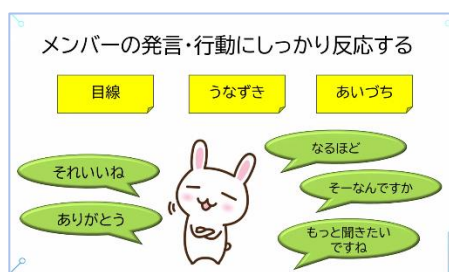 メンバーの発言・行動にしっかり反応する
目線
うなずき
あいづち
それいいね
ありがとう
なるほど
そーなんですか
もっと聞きたい
ですね